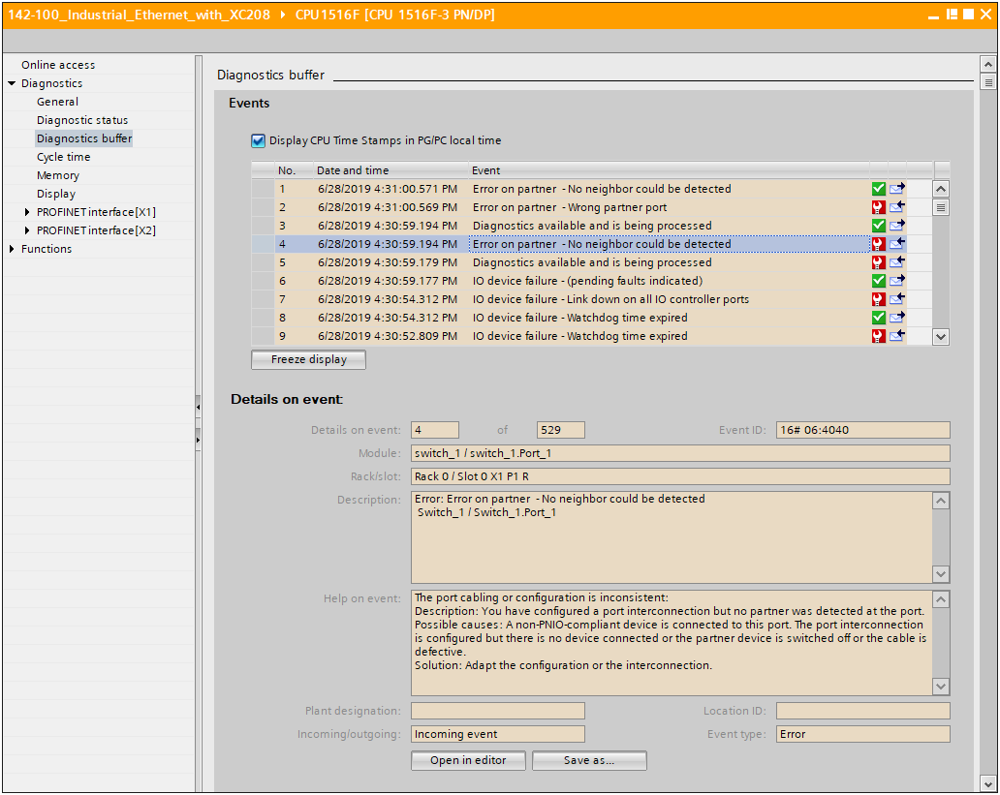 142-100_Industrial_Ethernet_with_XC208 CPU1516F [CPU 1516F-3 PN/DP]
Online access
Diagnostics
General
Diagnostic status
Diagnostics buffer
Cycle time
Memory
Display
PROFINET interface [X1]
PROFINET interface [X2]
Functions
Diagnostics buffer
Events
Display CPU Time Stamps in PG/PC local time
No. Date and time Event
1 6/28/2019 4:31:00.571 PM Error on partner - No neighbor could be detected
2 6/28/2019 4:31:00.569 PM Error on partner - Wrong partner port
3 6/28/2019 4:30:59.194 PM Diagnostics available and is being processed
4 6/28/2019 4:30:59.194 PM Error on partner - No neighbor could be detected
5 6/28/2019 4:30:59.179 PM Diagnostics available and is being processed
6 6/28/2019 4:30:59.177 PM IO device failure - (pending faults indicated)
7 6/28/2019 4:30:54.312 PM IO device failure - Link down on all IO controller ports
8 6/28/2019 4:30:54.312 PM IO device failure - Watchdog time expired
9 6/28/2019 4:30:52.809 PM IO device failure - Watchdog time expired
Freeze display
Details on event:
Details on event: 4 of 529 Event ID: 16# 06:4040
Module: switch_1 / switch_1.Port_1
Rack/slot: Rack 0 / Slot 0 X1 P1 R
Description: Error: Error on partner - No neighbor could be detected
Switch_1 / Switch_1.Port_1
Help on event: The port cabling or configuration is inconsistent:
Description: You have configured a port interconnection but no partner was detected at the port.
Possible causes: A non-PNIO-compliant device is connected to this port. The port interconnection
is configured but there is no device connected or the partner device is switched off or the cable is
defective.
Solution: Adapt the configuration or the interconnection.
Plant designation: Location ID:
Incoming/outgoing: Incoming event Event type: Error
Open in editor Save as...